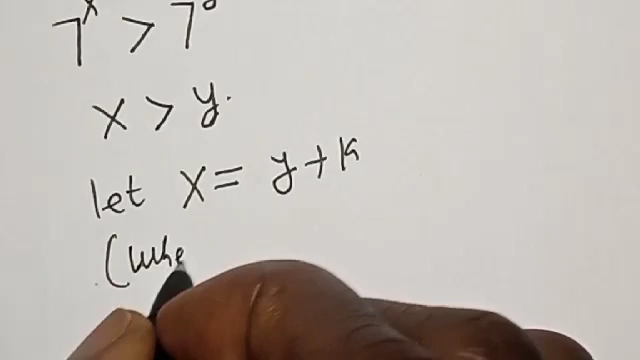 7^x > 7^y
x > y.
let x = y + k
(whe